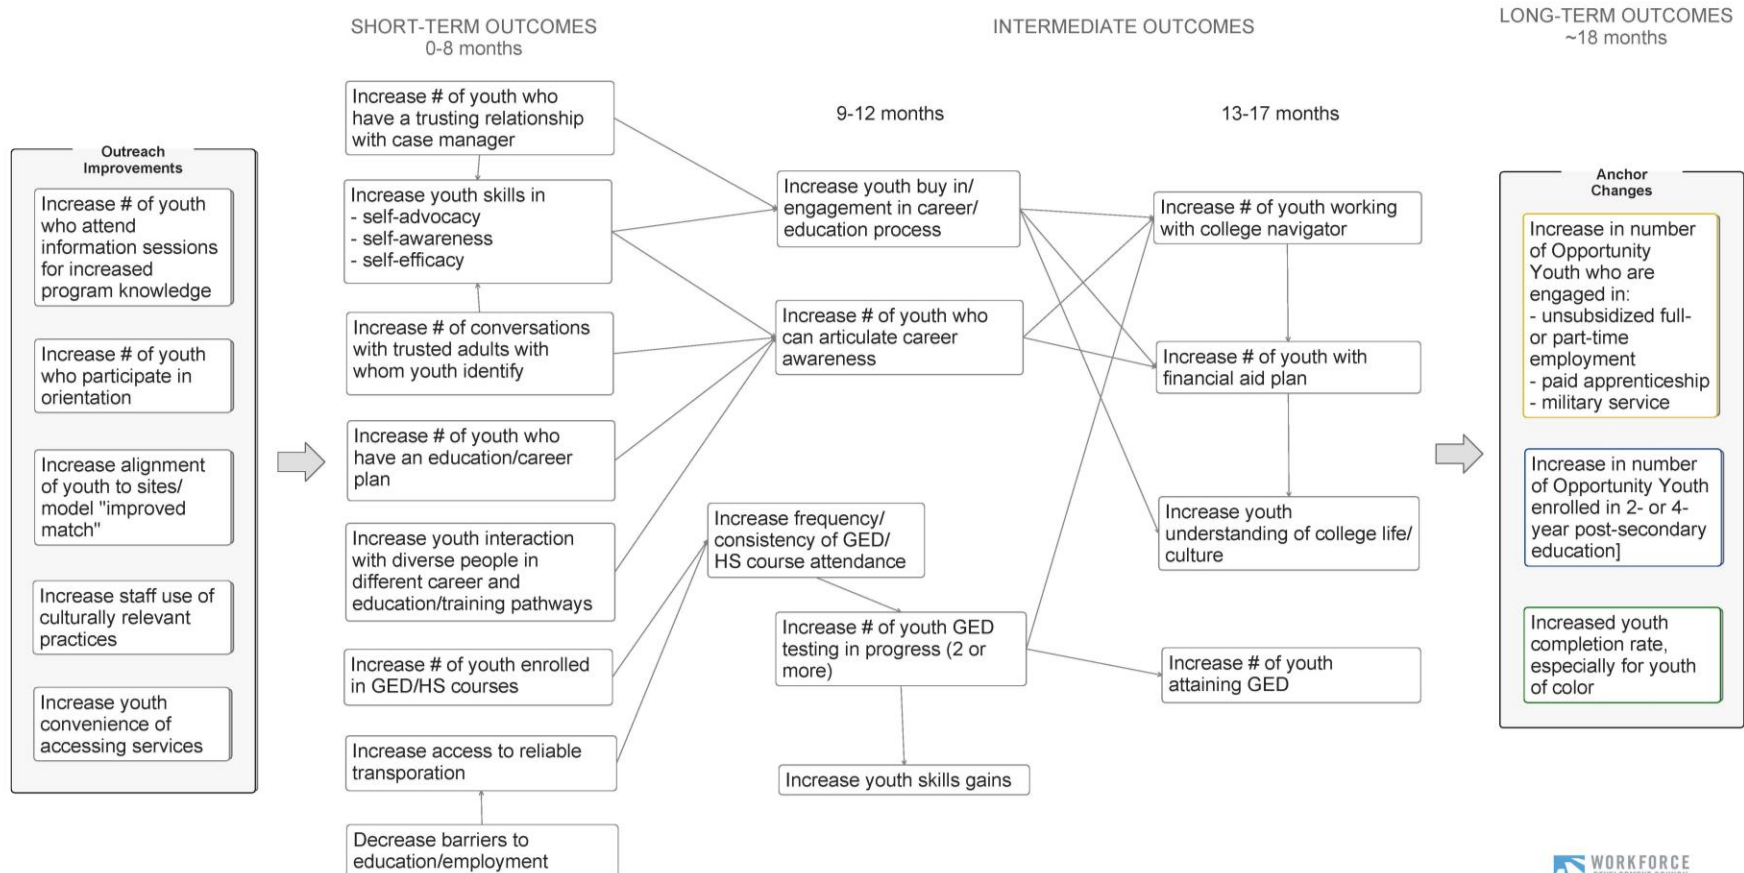 SHORT-TERM OUTCOMES
0-8 months
INTERMEDIATE OUTCOMES
LONG-TERM OUTCOMES
~18 months
9-12 months
13-17 months
Outreach
Improvements
Increase # of youth
who attend
information sessions
for increased
program knowledge
Increase # of youth
who participate in
orientation
Increase alignment
of youth to sites/
model "improved
match"
Increase staff use of
culturally relevant
practices
Increase youth
convenience of
accessing services
Increase # of youth who
have a trusting relationship
with case manager
Increase youth skills in
- self-advocacy
- self-awareness
- self-efficacy
Increase # of conversations
with trusted adults with
whom youth identify
Increase # of youth who
have an education/career
plan
Increase youth interaction
with diverse people in
different career and
education/training pathways
Increase # of youth enrolled
in GED/HS courses
Increase access to reliable
transporation
Decrease barriers to
education/employment
Increase youth buy in/
engagement in career/
education process
Increase # of youth who
can articulate career
awareness
Increase frequency/
consistency of GED/
HS course attendance
Increase # of youth GED
testing in progress (2 or
more)
Increase youth skills gains
Increase # of youth working
with college navigator
Increase # of youth with
financial aid plan
Increase youth
understanding of college life/
culture
Increase # of youth
attaining GED
Anchor
Changes
Increase in number
of Opportunity
Youth who are
engaged in:
- unsubsidized full-
or part-time
employment
- paid apprenticeship
- military service
Increase in number
of Opportunity Youth
enrolled in 2- or 4-
year post-secondary
education]
Increased youth
completion rate,
especially for youth
of color
WORKFORCE